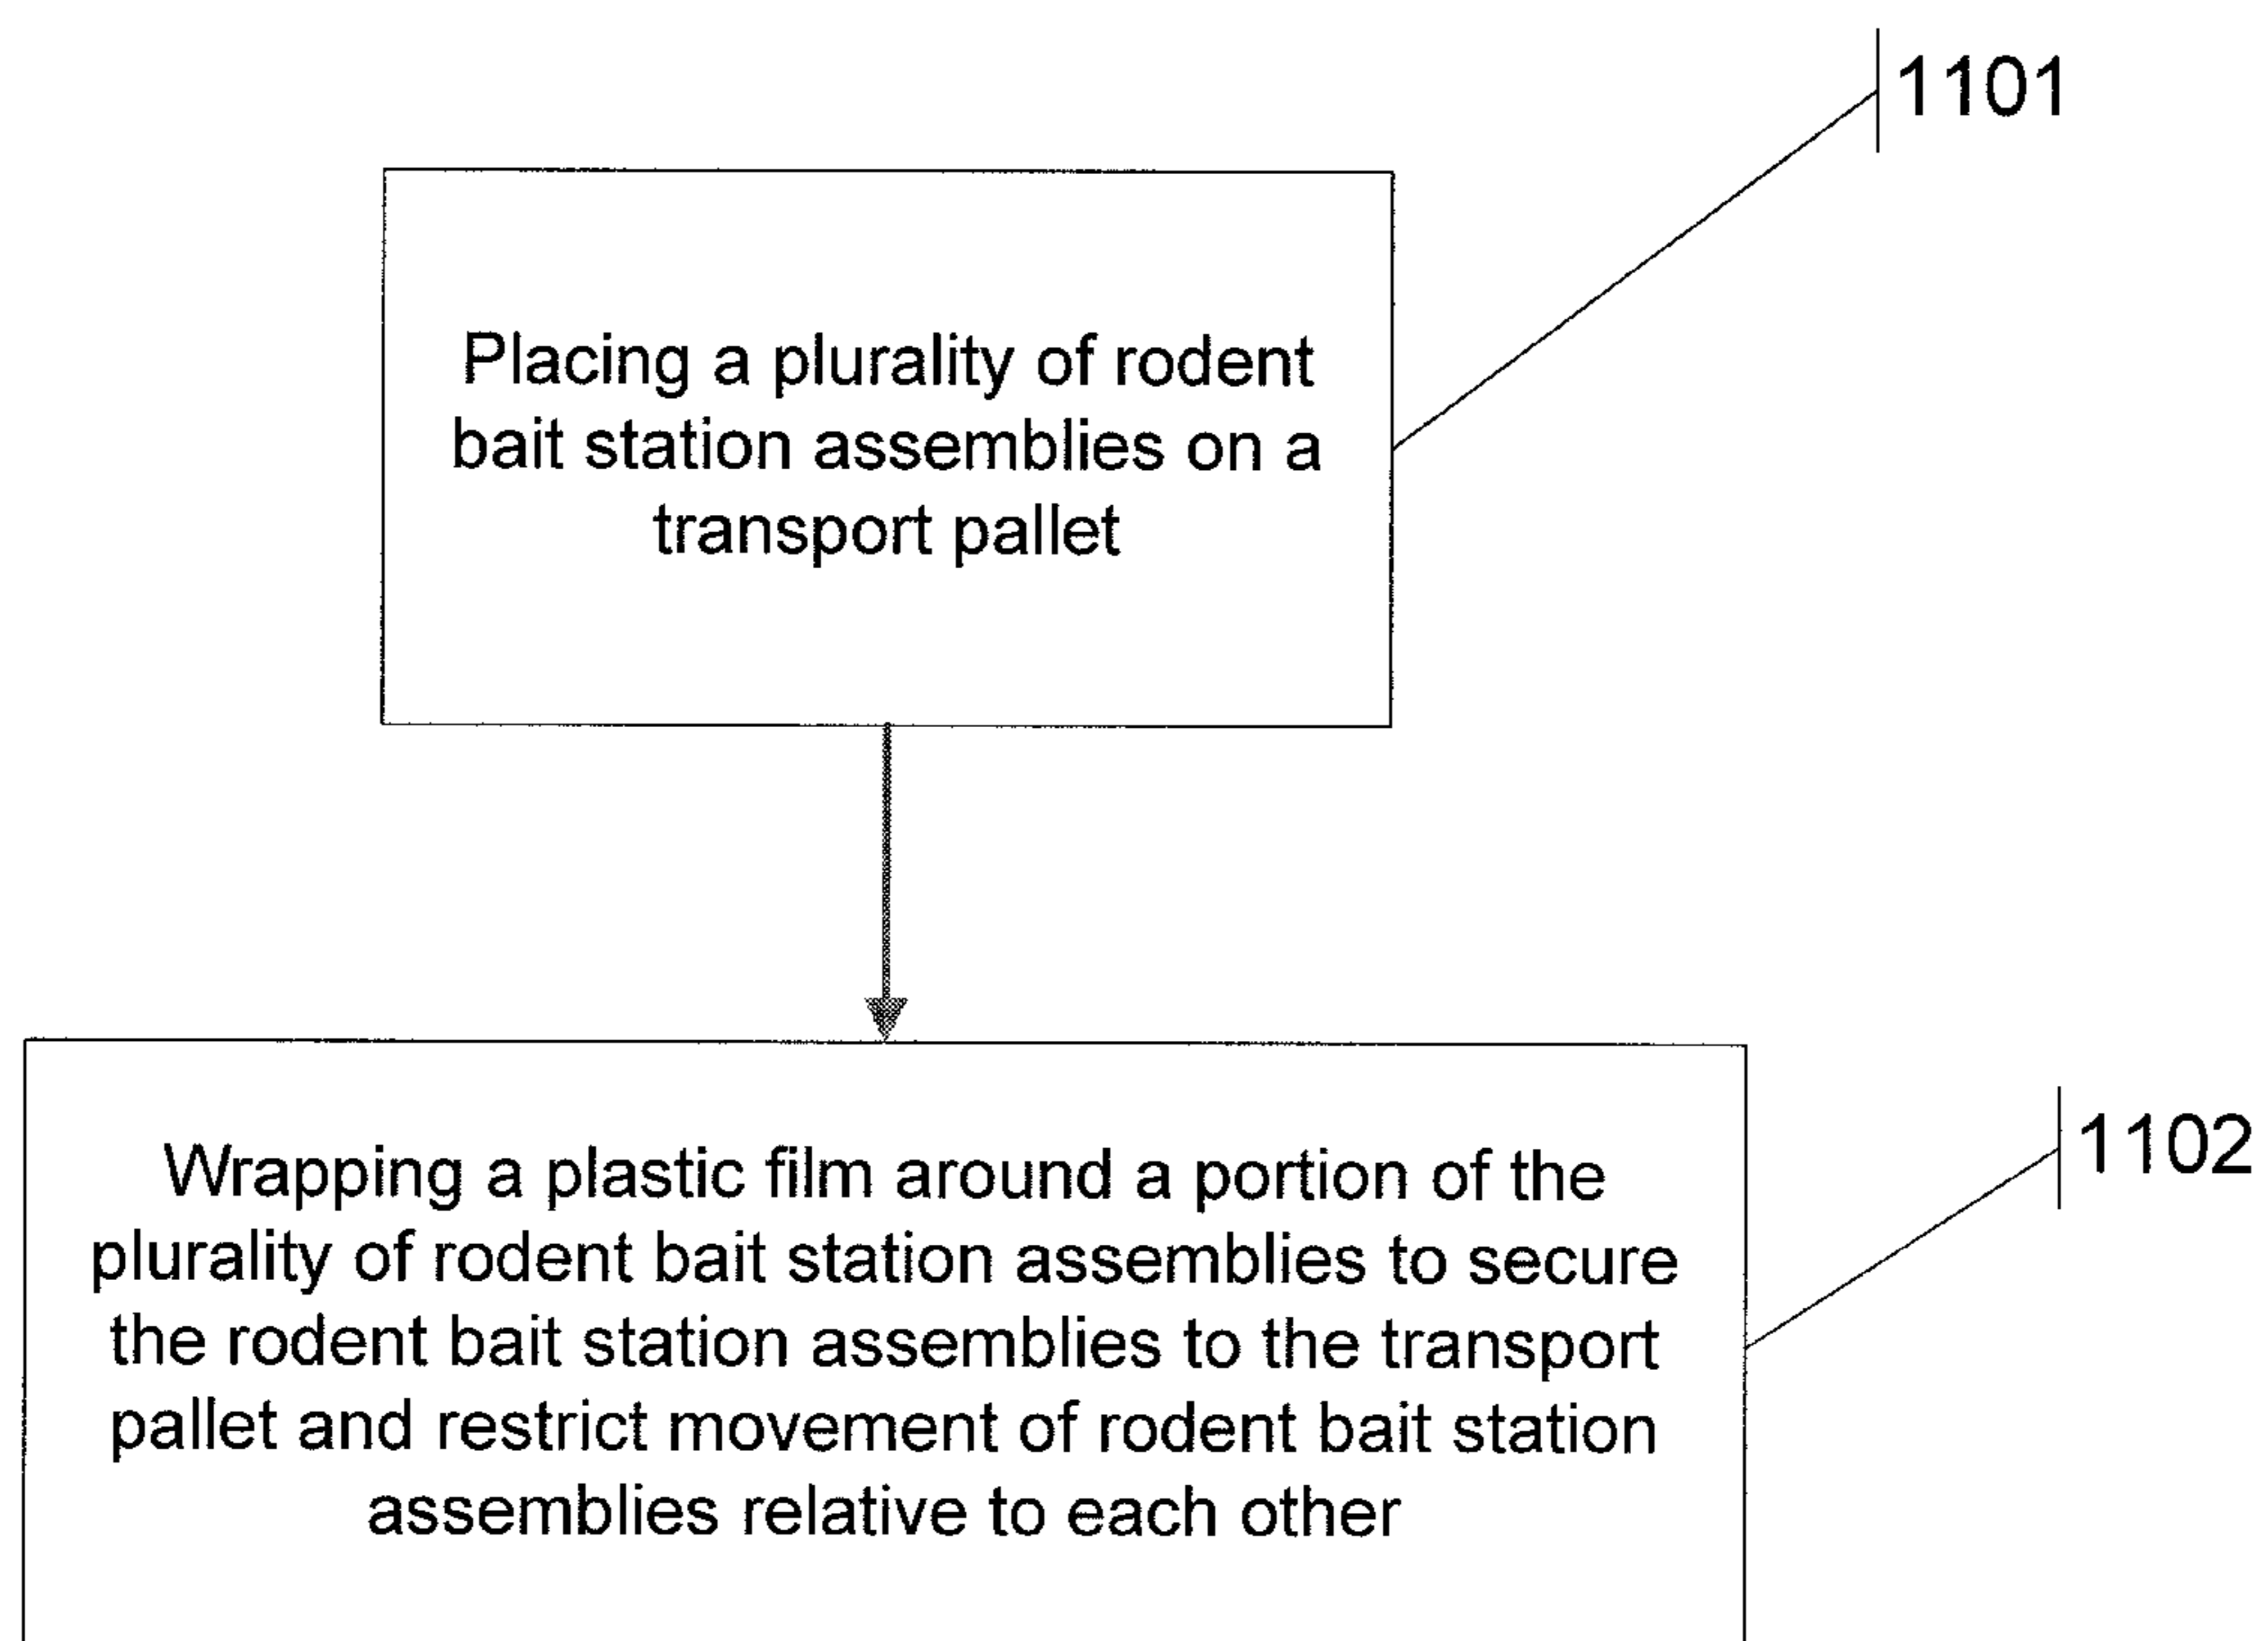 1101
Placing a plurality of rodent
bait station assemblies on a
transport pallet
1102
Wrapping a plastic film around a portion of the
plurality of rodent bait station assemblies to secure
the rodent bait station assemblies to the transport
pallet and restrict movement of rodent bait station
assemblies relative to each other